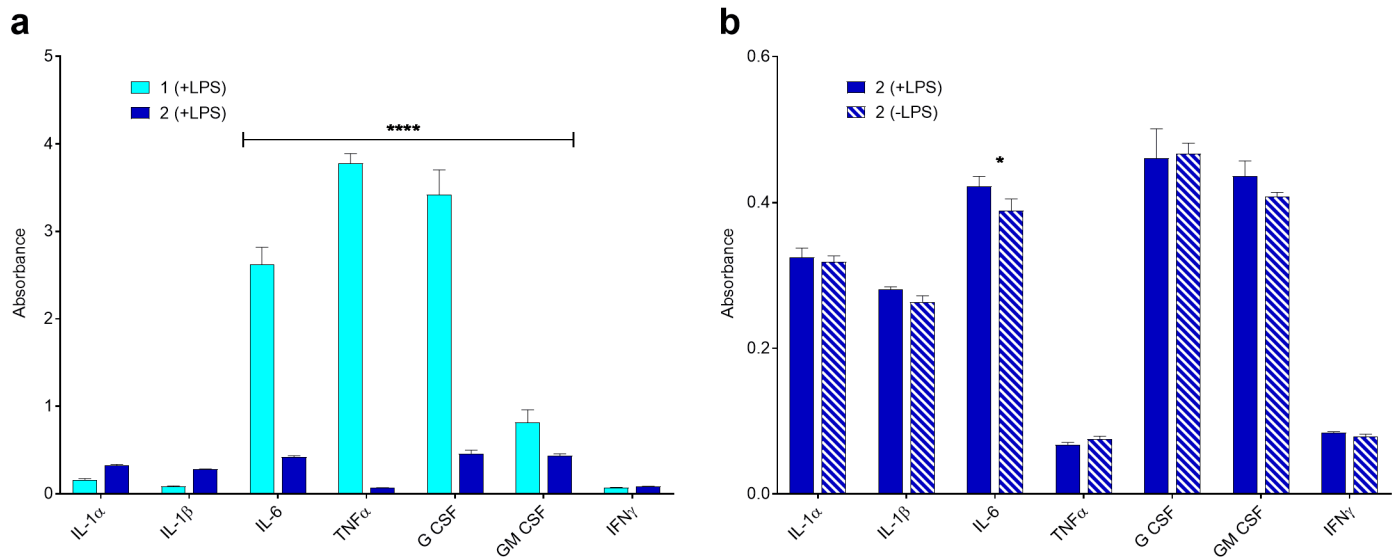 a
5
4
3
2
1
0
Absorbance
1 (+LPS)
2 (+LPS)
****
IL-1α
IL-1β
IL-6
TNFα
G CSF
GM CSF
IFNγ
b
0.6
0.4
0.2
0.0
Absorbance
2 (+LPS)
2 (-LPS)
*
IL-1α
IL-1β
IL-6
TNFα
G CSF
GM CSF
IFNγ